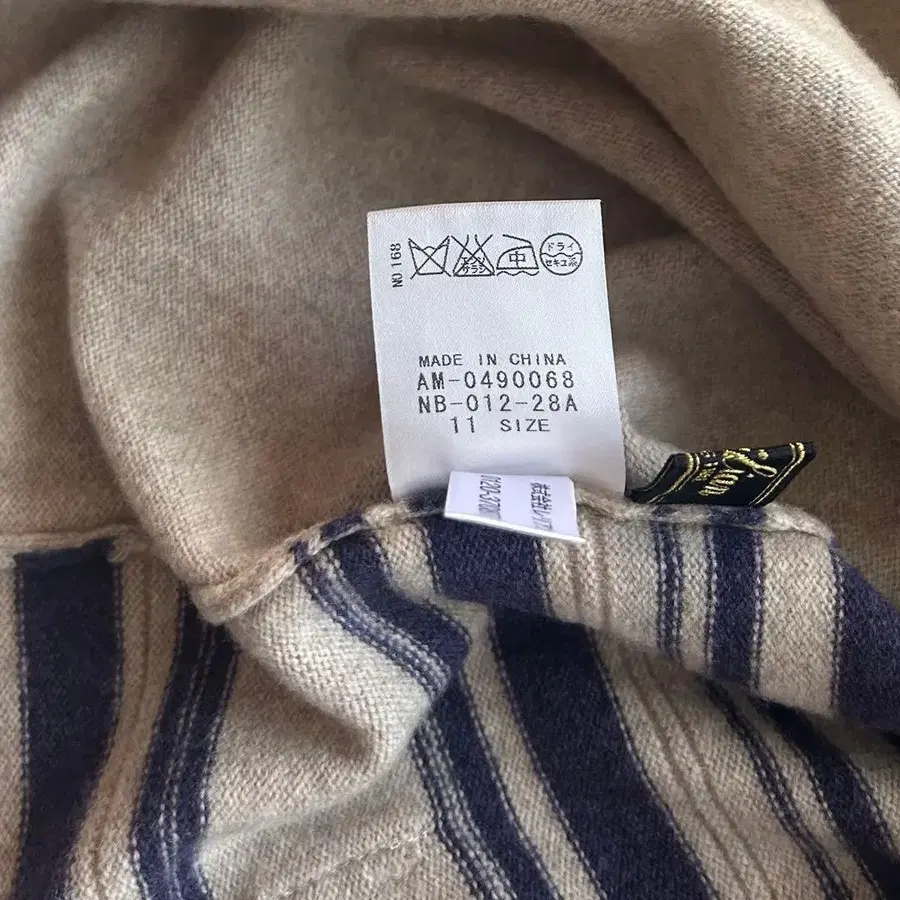 NO 168
エンソ
サラシ
中
ドライ
セキユ系
MADE IN CHINA
AM-0490068
NB-012-28A
11 SIZE